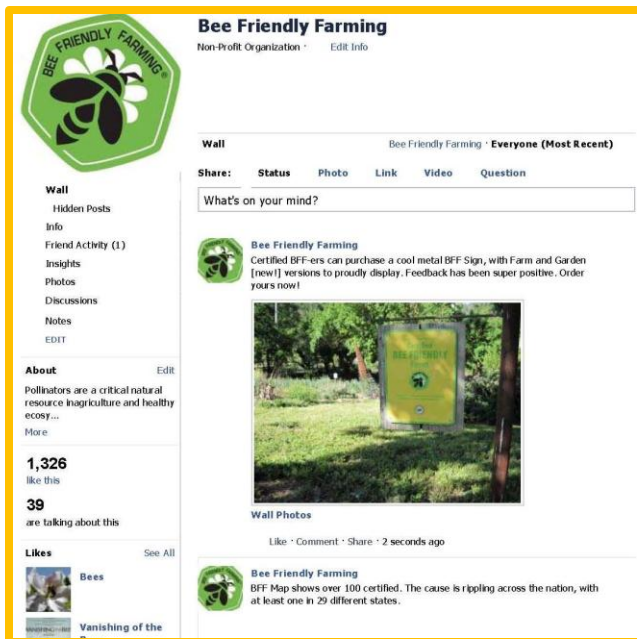 BEE FRIENDLY FARMING®
Bee Friendly Farming
Non-Profit Organization · Edit Info
Wall
Bee Friendly Farming · Everyone (Most Recent)
Share: Status Photo Link Video Question
What's on your mind?
Wall
Hidden Posts
Info
Friend Activity (1)
Insights
Photos
Discussions
Notes
EDIT
About Edit
Pollinators are a critical natural
resource inagriculture and healthy
ecosy...
More
1,326
like this
39
are talking about this
Likes See All
Bees
Vanishing of the
Bee Friendly Farming
Certified BFF-ers can purchase a cool metal BFF Sign, with Farm and Garden
[new!] versions to proudly display. Feedback has been super positive. Order
yours now!
BEE FRIENDLY
Wall Photos
Like · Comment · Share · 2 seconds ago
Bee Friendly Farming
BFF Map shows over 100 certified. The cause is rippling across the nation, with
at least one in 29 different states.